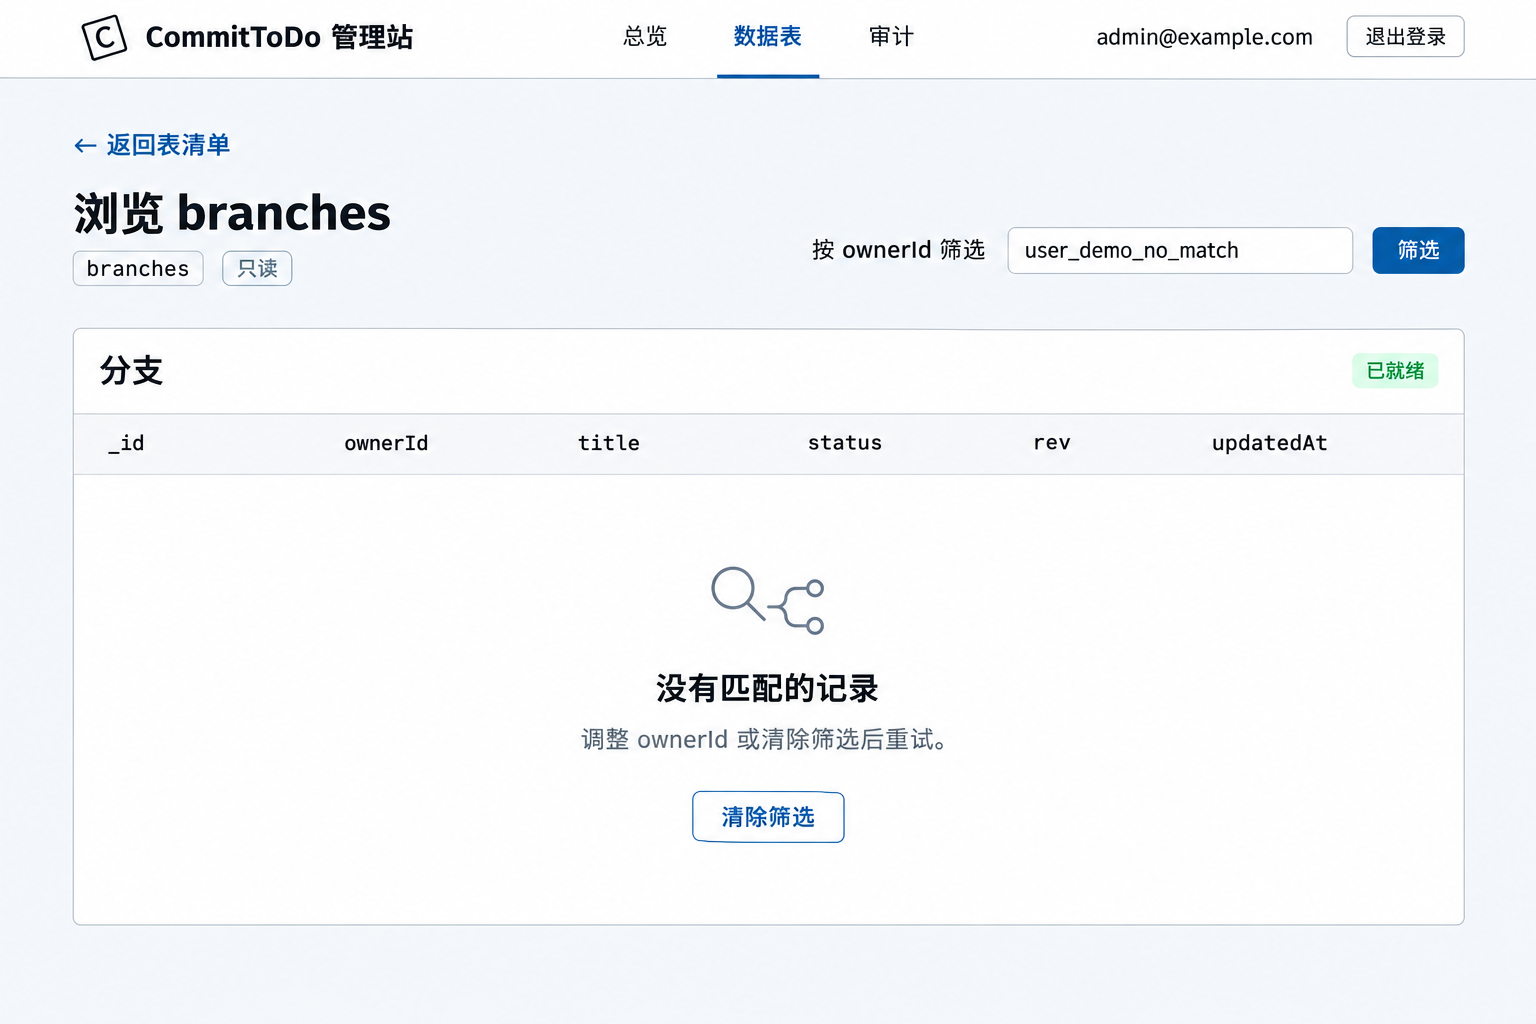 C CommitToDo 管理站 总览 数据表 审计 admin@example.com 退出登录
← 返回表清单
浏览 branches
branches 只读
按 ownerId 筛选 user_demo_no_match 筛选
分支 已就绪
_id ownerId title status rev updatedAt
没有匹配的记录
调整 ownerId 或清除筛选后重试。
清除筛选